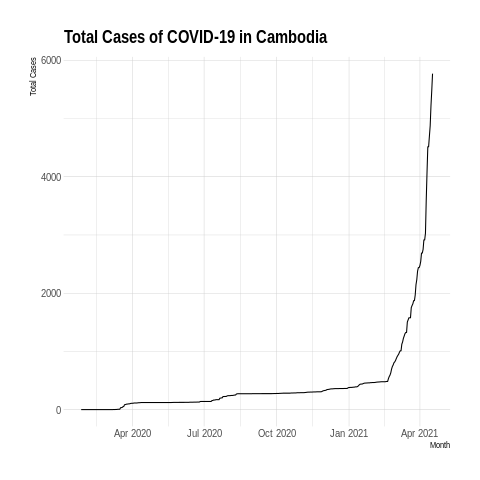 Total Cases of COVID-19 in Cambodia
Total Cases
6000
4000
2000
0
Apr 2020 Jul 2020 Oct 2020 Jan 2021 Apr 2021
Month